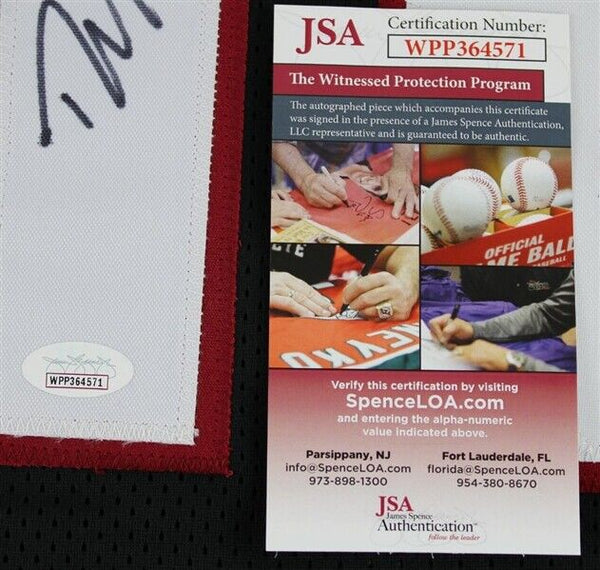 JSA
Certification Number:
WPP364571
The Witnessed Protection Program
The autographed piece which accompanies this certificate
was signed in the presence of a James Spence Authentication,
LLC representative and is guaranteed to be authentic.
OFFICIAL
ME BALL
BASEBALL
NEYKO
Verify this certification by visiting
SpenceLOA.com
and entering the alpha-numeric
value indicated above.
Parsippany, NJ
info@SpenceLOA.com
973-898-1300
Fort Lauderdale, FL
florida@SpenceLOA.com
954-380-8670
JSA
James Spence
Authentication
follow the leader
WPP364571